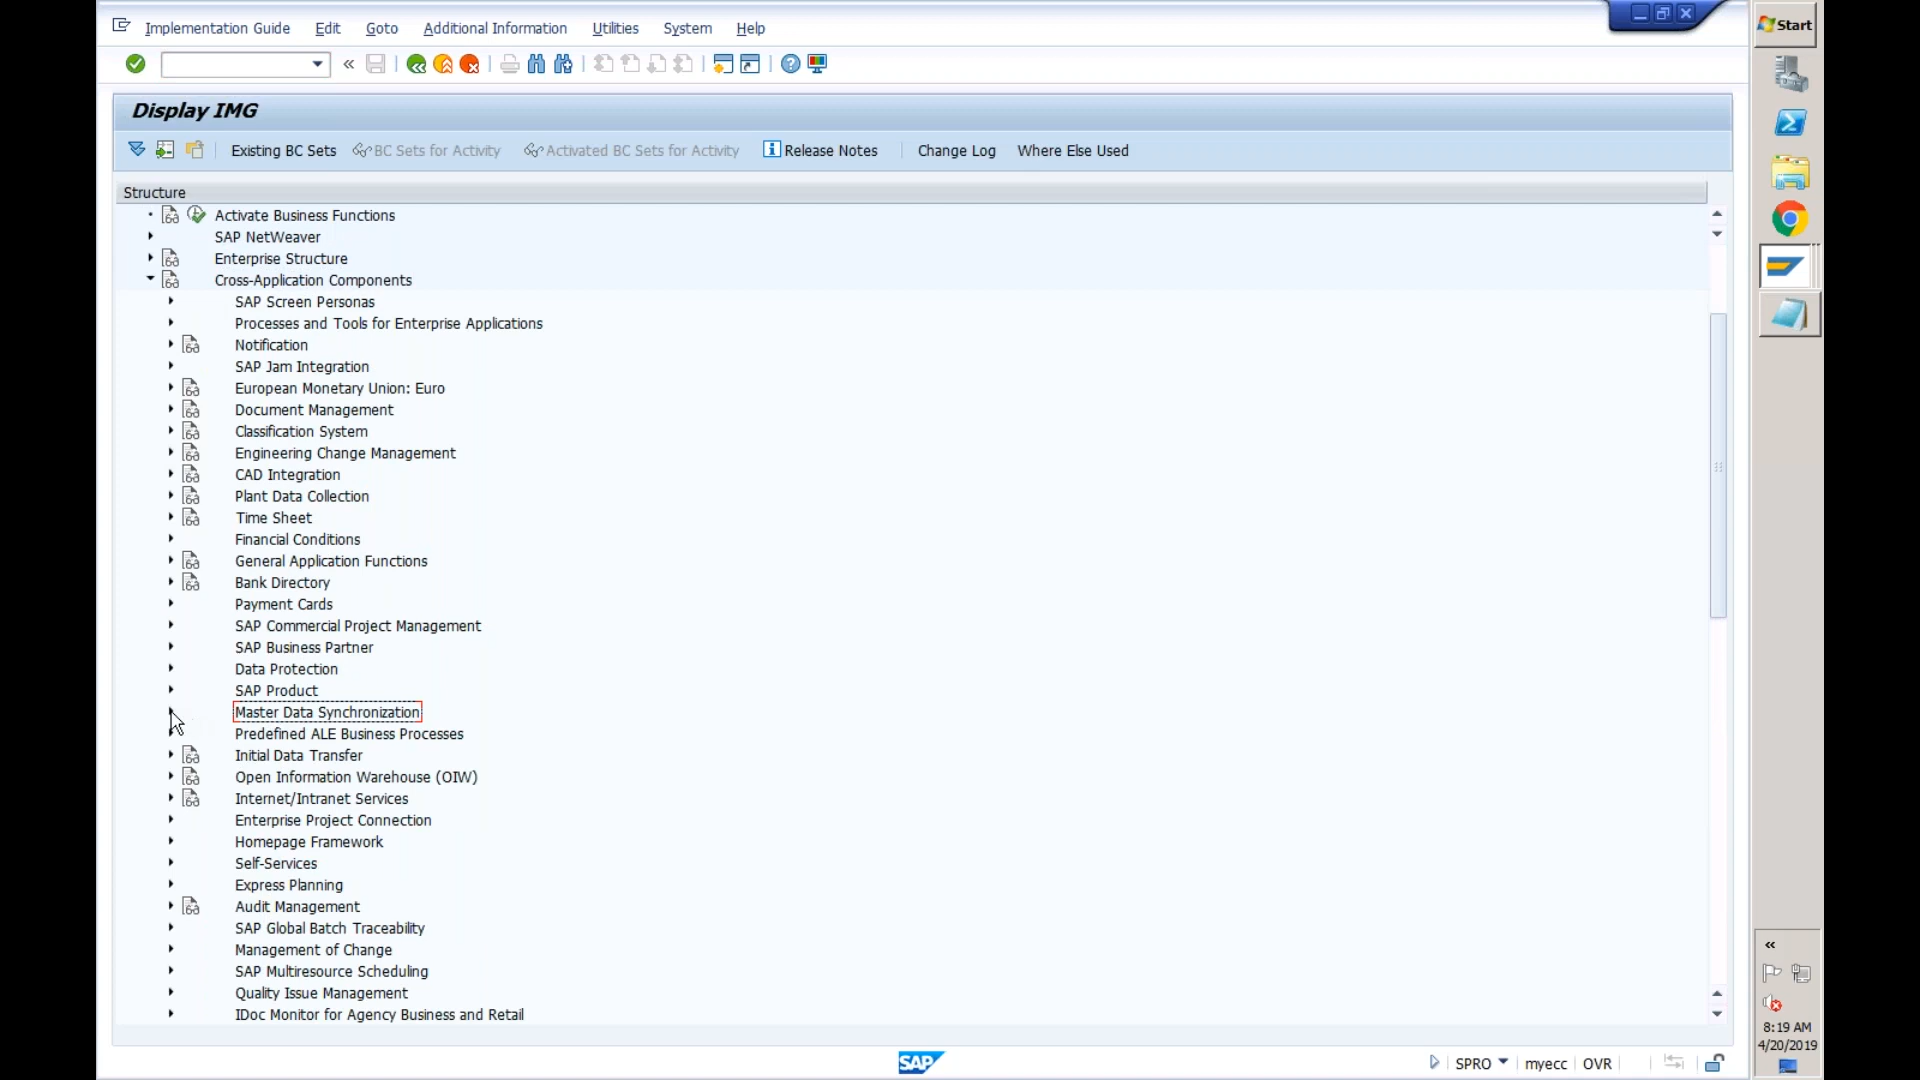 Implementation Guide Edit Goto Additional Information Utilities System Help
Start
Display IMG
Existing BC Sets BC Sets for Activity Activated BC Sets for Activity Release Notes Change Log Where Else Used
Structure
Activate Business Functions
SAP NetWeaver
Enterprise Structure
Cross-Application Components
SAP Screen Personas
Processes and Tools for Enterprise Applications
Notification
SAP Jam Integration
European Monetary Union: Euro
Document Management
Classification System
Engineering Change Management
CAD Integration
Plant Data Collection
Time Sheet
Financial Conditions
General Application Functions
Bank Directory
Payment Cards
SAP Commercial Project Management
SAP Business Partner
Data Protection
SAP Product
Master Data Synchronization
Predefined ALE Business Processes
Initial Data Transfer
Open Information Warehouse (OIW)
Internet/Intranet Services
Enterprise Project Connection
Homepage Framework
Self-Services
Express Planning
Audit Management
SAP Global Batch Traceability
Management of Change
SAP Multiresource Scheduling
Quality Issue Management
IDoc Monitor for Agency Business and Retail
8:19 AM
4/20/2019
SAP
SPRO myecc OVR